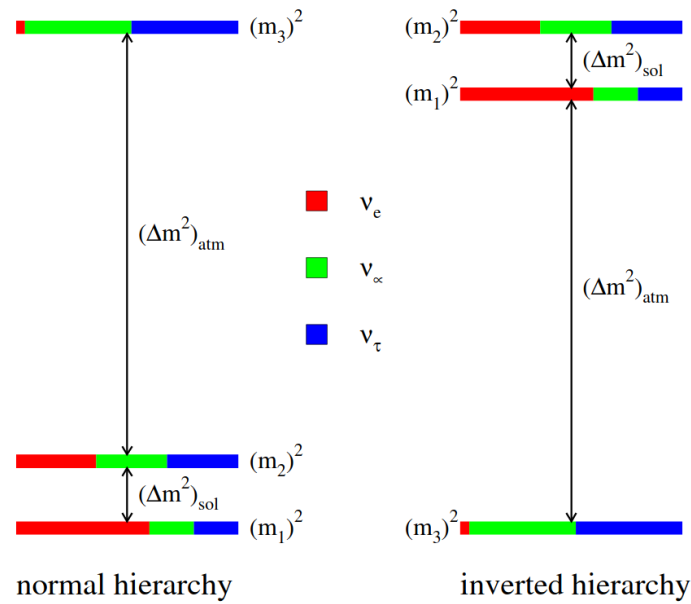 (m₃)²
(m₂)²
(Δm²)sol
(m₁)²
(Δm²)atm
νₑ
ν∝
ντ
(Δm²)atm
(m₂)²
(Δm²)sol
(m₁)²
(m₃)²
normal hierarchy
inverted hierarchy